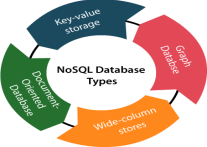 Key-value
storage
Graph
Databse
NoSQL Database
Types
Document-
Oriented
Database
Wide-column
stores